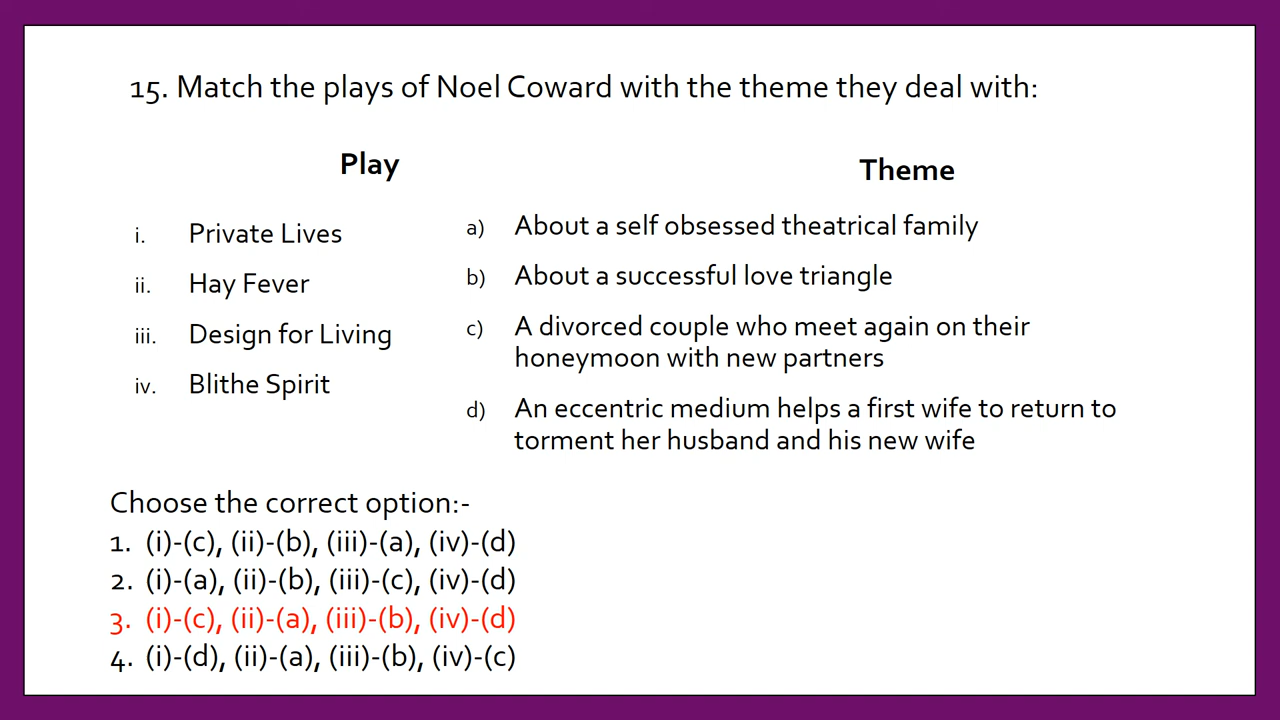 15. Match the plays of Noel Coward with the theme they deal with:
Play
Theme
i. Private Lives
ii. Hay Fever
iii. Design for Living
iv. Blithe Spirit
a) About a self obsessed theatrical family
b) About a successful love triangle
c) A divorced couple who meet again on their
honeymoon with new partners
d) An eccentric medium helps a first wife to return to
torment her husband and his new wife
Choose the correct option:-
1. (i)-(c), (ii)-(b), (iii)-(a), (iv)-(d)
2. (i)-(a), (ii)-(b), (iii)-(c), (iv)-(d)
3. (i)-(c), (ii)-(a), (iii)-(b), (iv)-(d)
4. (i)-(d), (ii)-(a), (iii)-(b), (iv)-(c)